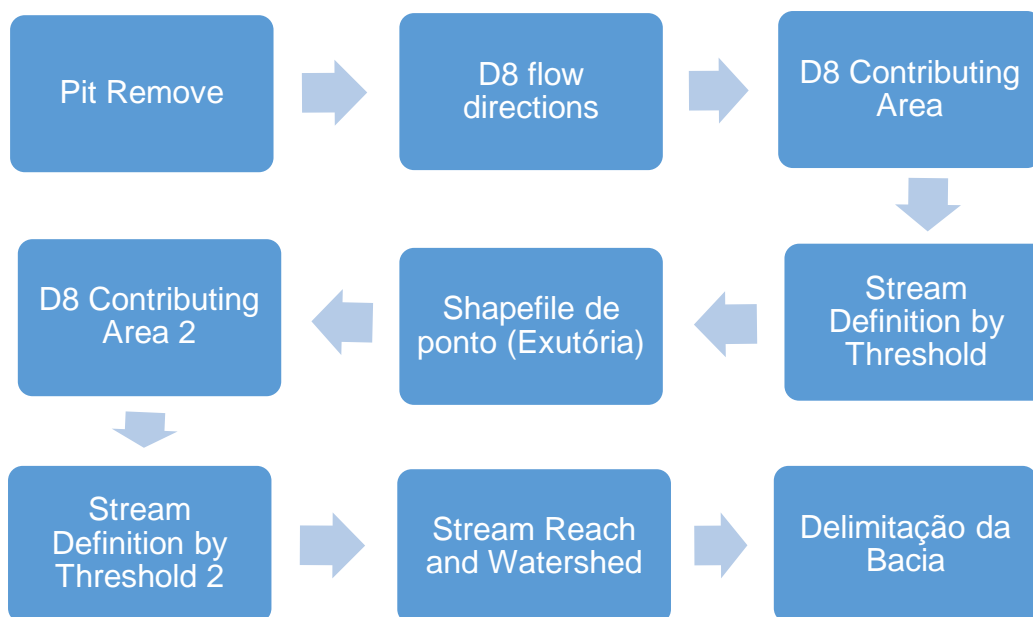 Pit Remove
D8 flow
directions
D8 Contributing
Area
Stream
Definition by
Threshold
Shapefile de
ponto (Exutória)
D8 Contributing
Area 2
Stream
Definition by
Threshold 2
Stream Reach
and Watershed
Delimitação da
Bacia